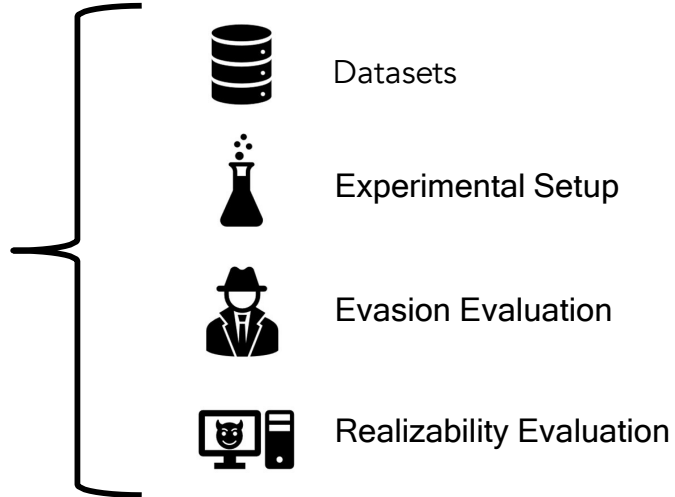 Datasets
Experimental Setup
Evasion Evaluation
Realizability Evaluation